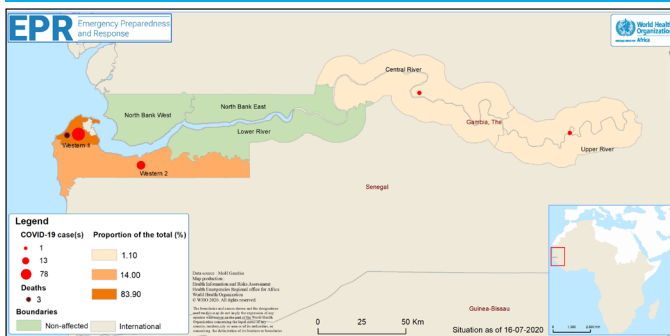 EPR Emergency Preparedness
and Response
World Health
Organization
Africa
Central River
North Bank East
North Bank West
Lower River
Gambia, The
Western 1
Upper River
Western 2
Senegal
Legend
COVID-19 case(s) Proportion of the total (%)
1
13
78
1.10
14.00
83.90
Deaths
3
Boundaries
Non-affected
International
Data source : MoH Gambia
Map production :
Health Information and Risks Assessment
Health Emergencies Regional office for Africa
World Health Organization
© WHO 2020. All rights reserved.
Guinea-Bissau
0 25 50 Km
Situation as of 16-07-2020